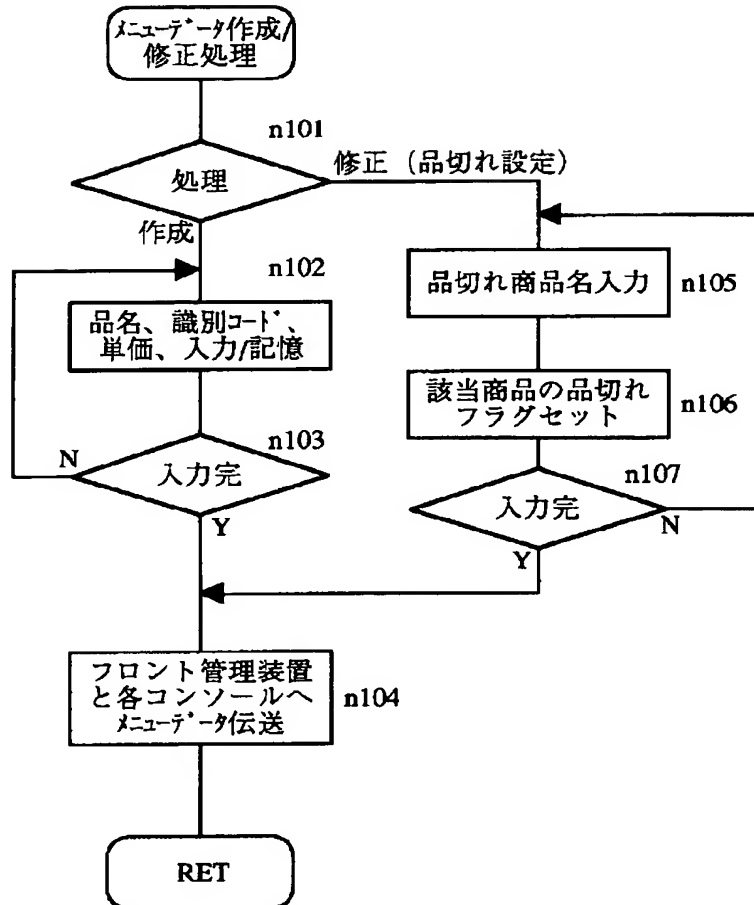 メニューデータ作成/
修正処理
n101
処理
修正（品切れ設定）
作成
n102
品名、識別コード、
単価、入力/記憶
n103
N
入力完
Y
品切れ商品名入力
n105
該当商品の品切れ
フラグセット
n106
n107
入力完
N
Y
フロント管理装置
と各コンソールへ
メニューデータ伝送
n104
RET